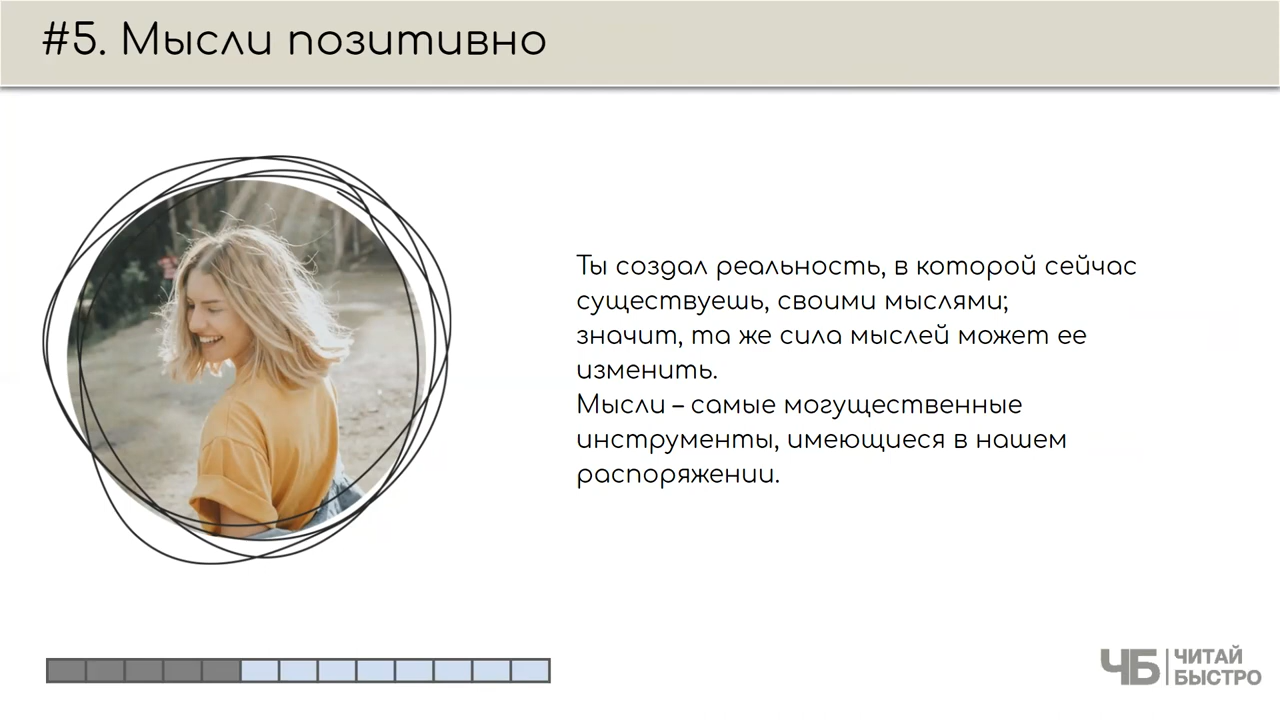 #5. Мысли позитивно
Ты создал реальность, в которой сейчас
существуешь, своими мыслями;
значит, та же сила мыслей может ее
изменить.
Мысли – самые могущественные
инструменты, имеющиеся в нашем
распоряжении.
ЧБ ЧИТАЙ
БЫСТРО